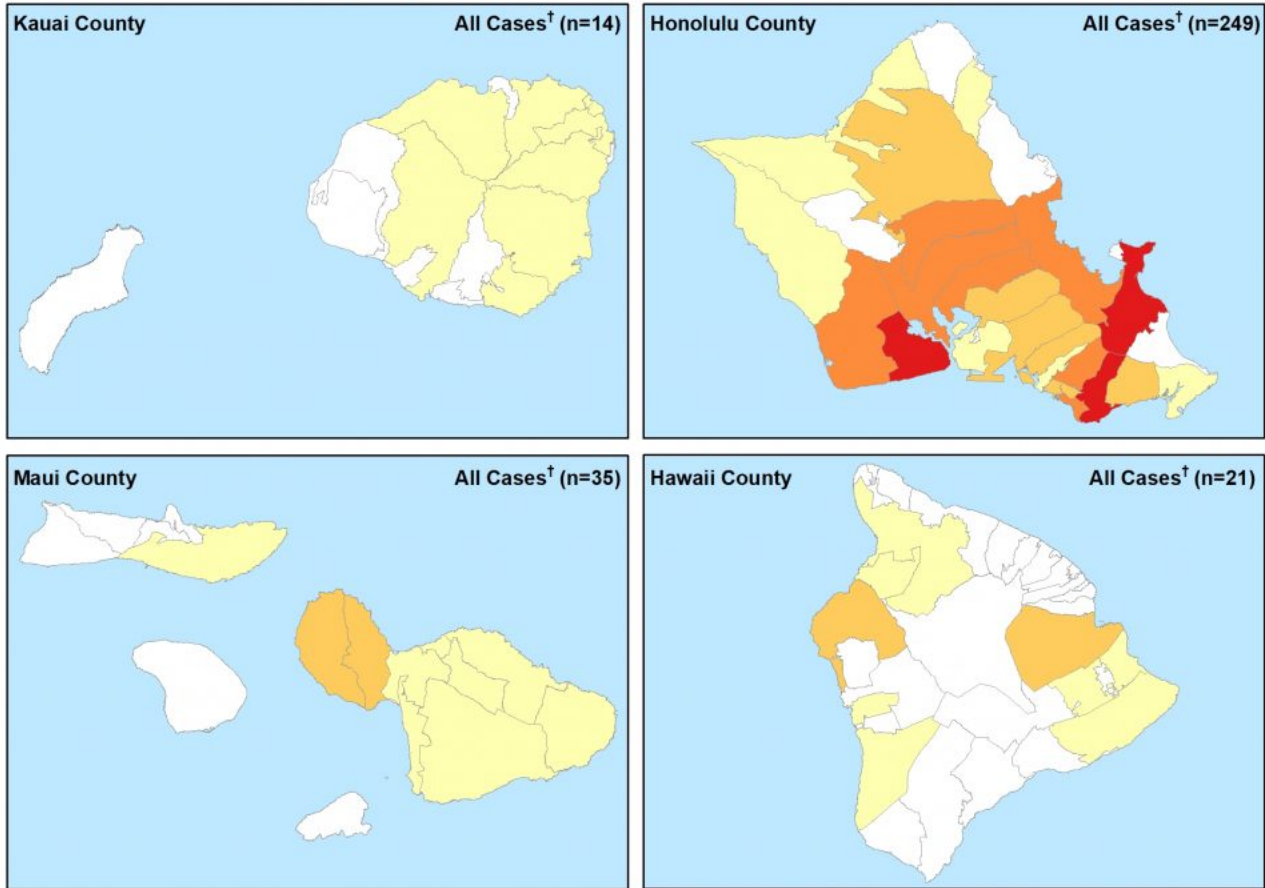 Kauai County All Cases† (n=14)
Honolulu County All Cases† (n=249)
Maui County All Cases† (n=35)
Hawaii County All Cases† (n=21)